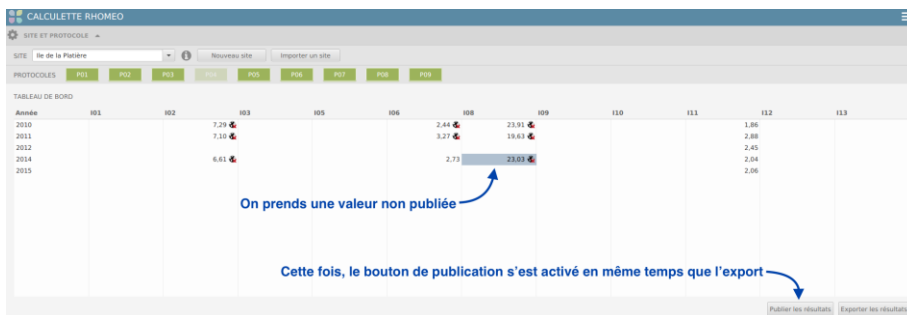 CALCULETTE RHOMEO
SITE ET PROTOCOLE
SITE Ile de la Platière Nouveau site Importer un site
PROTOCOLES P01 P02 P03 P04 P05 P06 P07 P08 P09
TABLEAU DE BORD
Année I01 I02 I03 I05 I06 I08 I09 I10 I11 I12 I13
2010 7,29 2,44 23,91 1,86
2011 7,10 3,27 19,63 2,88
2012 2,45
2014 6,61 2,73 23,03 2,04
2015 2,06
On prends une valeur non publiée
Cette fois, le bouton de publication s’est activé en même temps que l’export
Publier les résultats Exporter les résultats